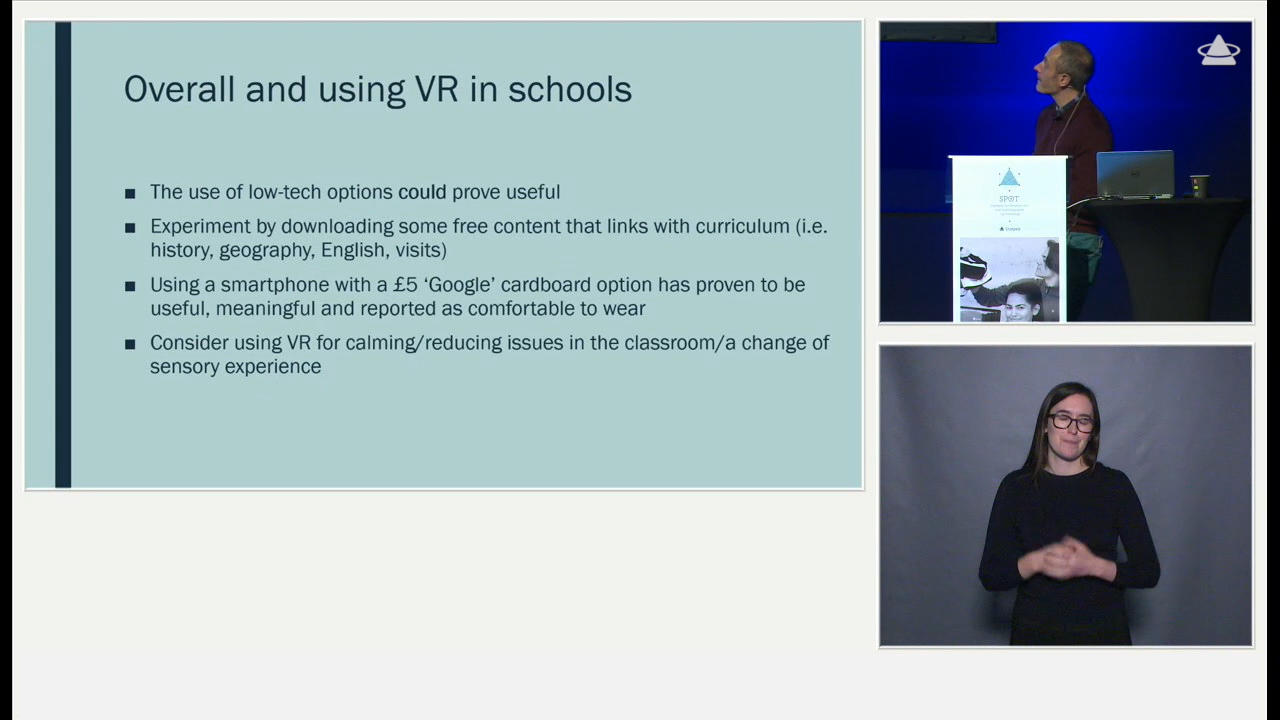 Overall and using VR in schools
■ The use of low-tech options could prove useful
■ Experiment by downloading some free content that links with curriculum (i.e.
history, geography, English, visits)
■ Using a smartphone with a £5 ‘Google’ cardboard option has proven to be
useful, meaningful and reported as comfortable to wear
■ Consider using VR for calming/reducing issues in the classroom/a change of
sensory experience
SPOT